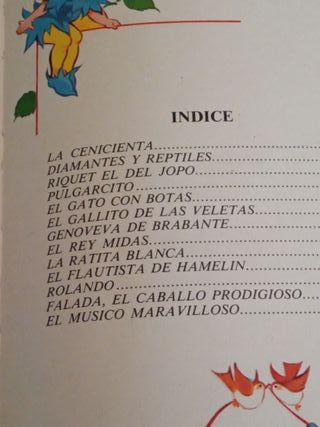 INDICE
LA CENICIENTA
DIAMANTES Y REPTILES
RIQUET EL DEL JOPO
PULGARCITO
EL GATO CON BOTAS
EL GALLITO DE LAS VELETAS
GENOVEVA DE BRABANTE
EL REY MIDAS
LA RATITA BLANCA
EL FLAUTISTA DE HAMELIN
ROLANDO
FALADA, EL CABALLO PRODIGIOSO
EL MUSICO MARAVILLOSO